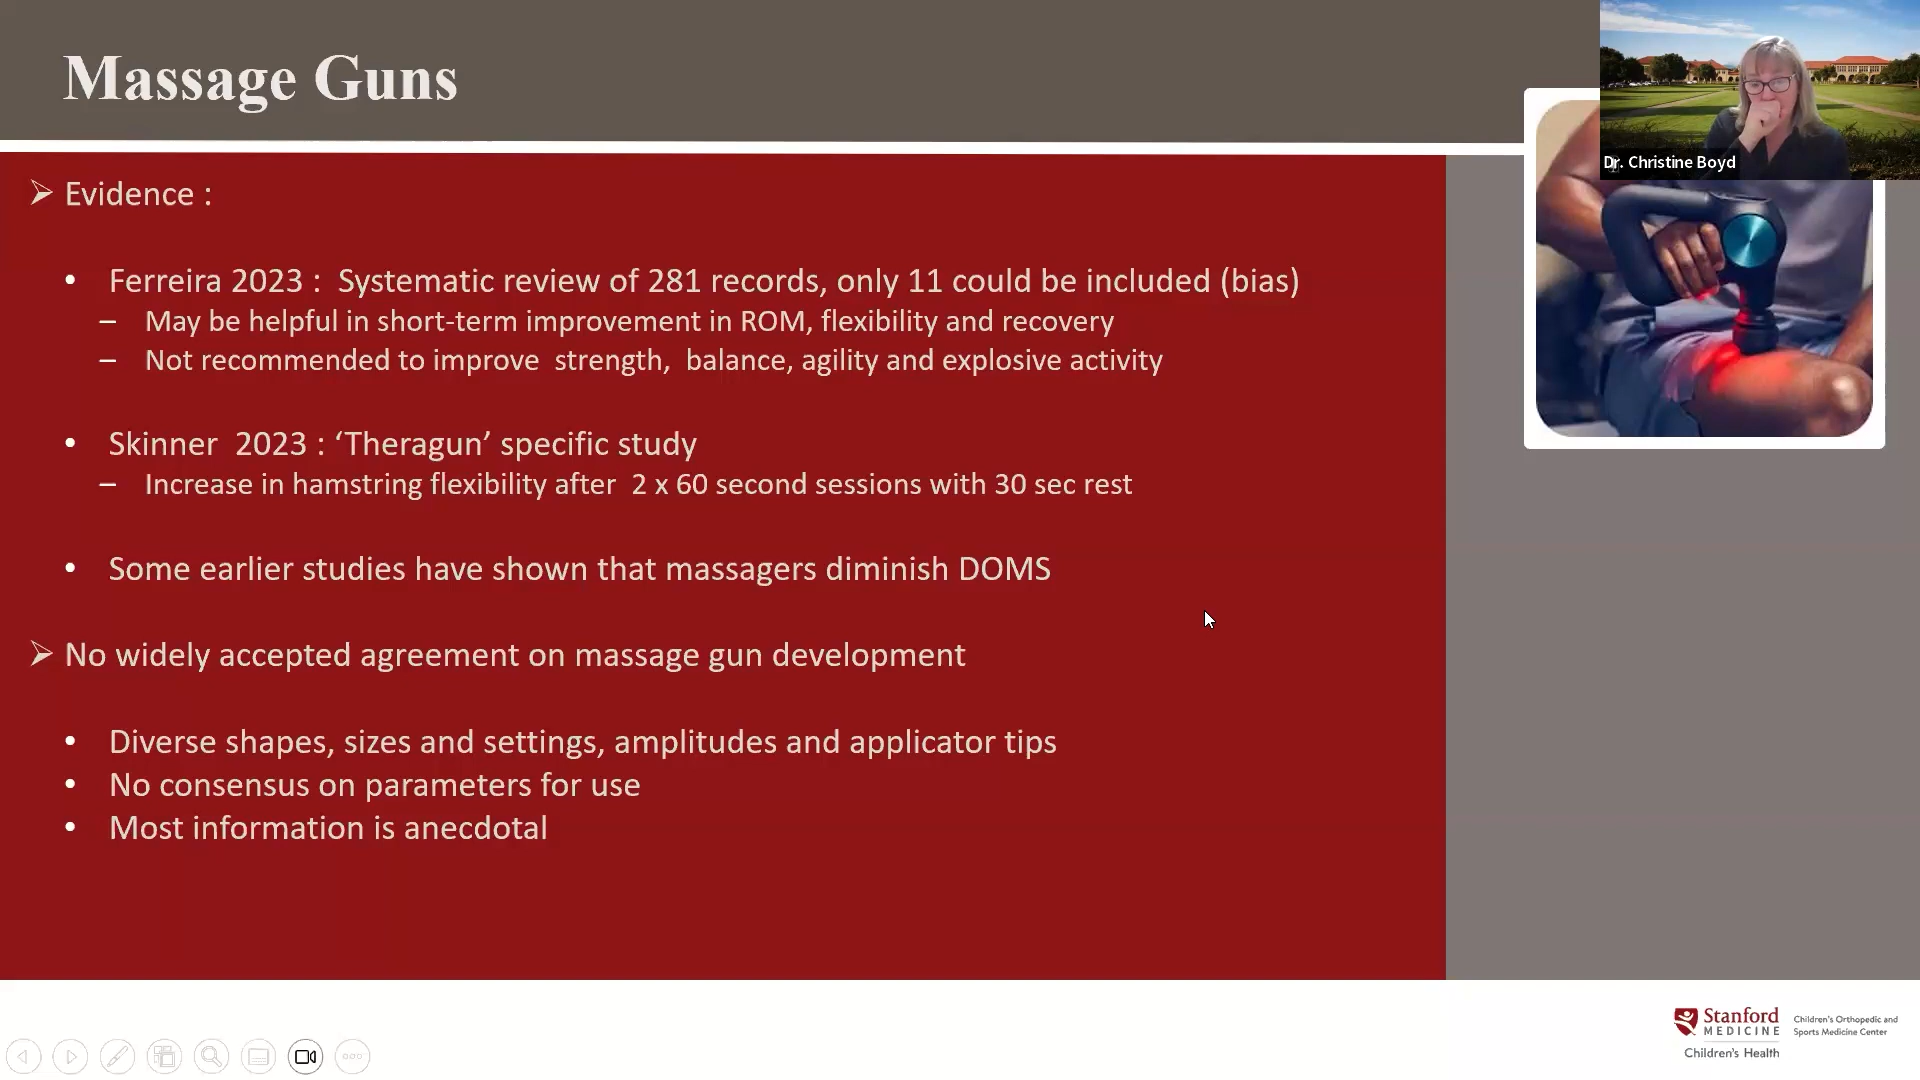 Massage Guns
Dr. Christine Boyd
➢ Evidence :
• Ferreira 2023 : Systematic review of 281 records, only 11 could be included (bias)
– May be helpful in short-term improvement in ROM, flexibility and recovery
– Not recommended to improve strength, balance, agility and explosive activity
• Skinner 2023 : ‘Theragun’ specific study
– Increase in hamstring flexibility after 2 x 60 second sessions with 30 sec rest
• Some earlier studies have shown that massagers diminish DOMS
➢ No widely accepted agreement on massage gun development
• Diverse shapes, sizes and settings, amplitudes and applicator tips
• No consensus on parameters for use
• Most information is anecdotal
Stanford
MEDICINE
Children's Health
Children's Orthopedic and
Sports Medicine Center